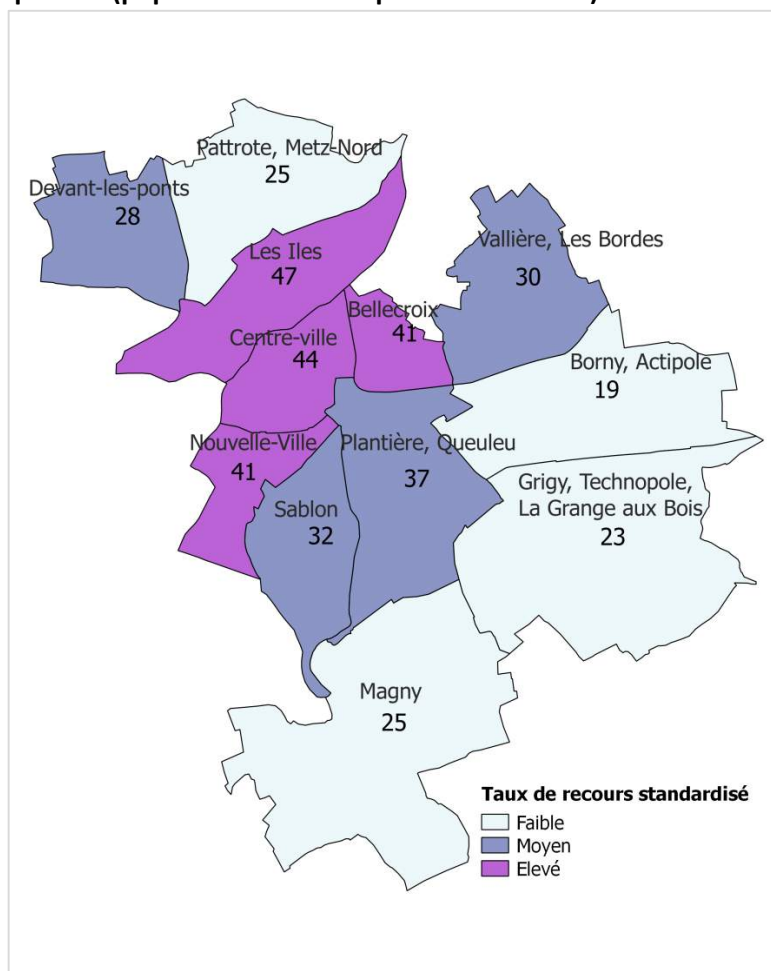 Pattrote, Metz-Nord
25
Devant-les-ponts
28
Les Iles
47
Vallière, Les Bordes
30
Bellecroix
41
Centre-ville
44
Borny, Actipole
19
Nouvelle-Ville
41
Plantière, Queuleu
37
Grigy, Technopole,
La Grange aux Bois
23
Sablon
32
Magny
25
Taux de recours standardisé
Faible
Moyen
Elevé